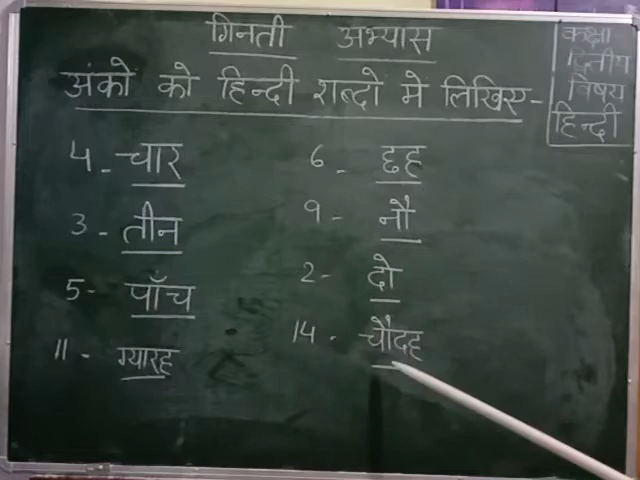 गिनती अभ्यास
अंकों को हिन्दी शब्दों में लिखिए-
कक्षा
द्वितीय
विषय
हिन्दी
4- चार
6- छह
3- तीन
9- नौ
5- पाँच
2- दो
11- ग्यारह
14- चौदह